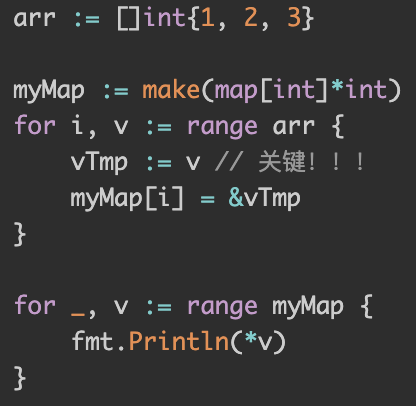 arr := []int{1, 2, 3}
myMap := make(map[int]*int)
for i, v := range arr {
    vTmp := v // 关键！！！
    myMap[i] = &vTmp
}
for _, v := range myMap {
    fmt.Println(*v)
}